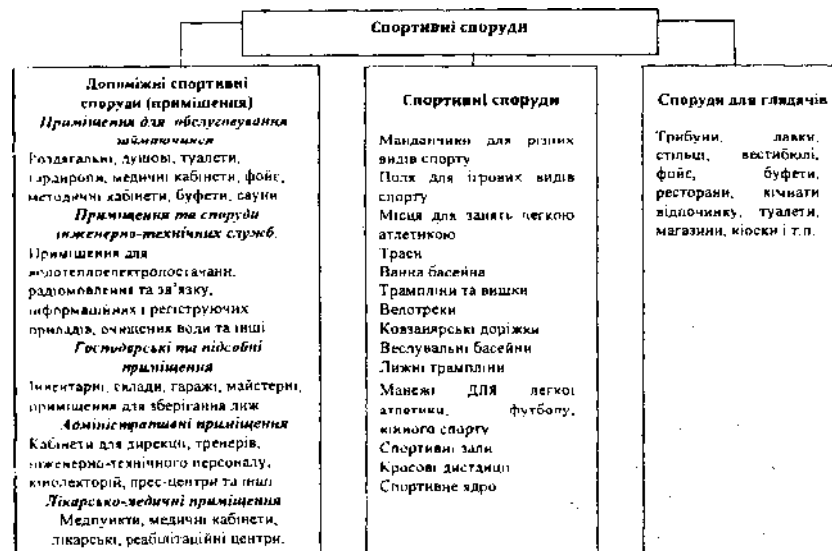 Спортивні споруди
Допоміжні спортивні
споруди (приміщення)
Приміщення для обслуговування
займаючихся
Роздягальні, душові, туалети,
гардироли, медичні кабінети, фойє,
методичні кабінети, буфети, сауни
Приміщення та споруди
інженерно-технічних служб.
Приміщення для
водотеплоелектропостачання,
радіомовлення та зв'язку,
інформаційних і регіструючих
приладів, очищених води та інші
Господарські та підсобні
приміщення
Інвентарні, склади, гаражі, майстерні,
приміщення для зберігання лиж
Адміністративні приміщення
Кабінети для дирекції, тренерів,
інженерно-технічного персоналу,
кінолекторій, прес-центри та інші
Лікарсько-медичні приміщення
Медпункти, медичні кабінети,
лікарські, реабілітаційні центри.
Спортивні споруди
Манданчики для різних
видів спорту
Поля для ігрових видів
спорту
Місця для занять легкою
атлетикою
Траси
Ванна басейна
Трампліни та вишки
Велотреки
Ковзанярські доріжки
Веслувальні басейни
Лижні трампліни
Манежі ДЛЯ легкої
атлетики, футболу,
кінного спорту
Спортивні зали
Кросові дистанції
Спортивне ядро
Споруди для глядачів
Трибуни, лавки,
стільці, вестибюлі,
фойє, буфети,
ресторани, кімнати
відпочинку, туалети,
магазини, кіоски і т.п.